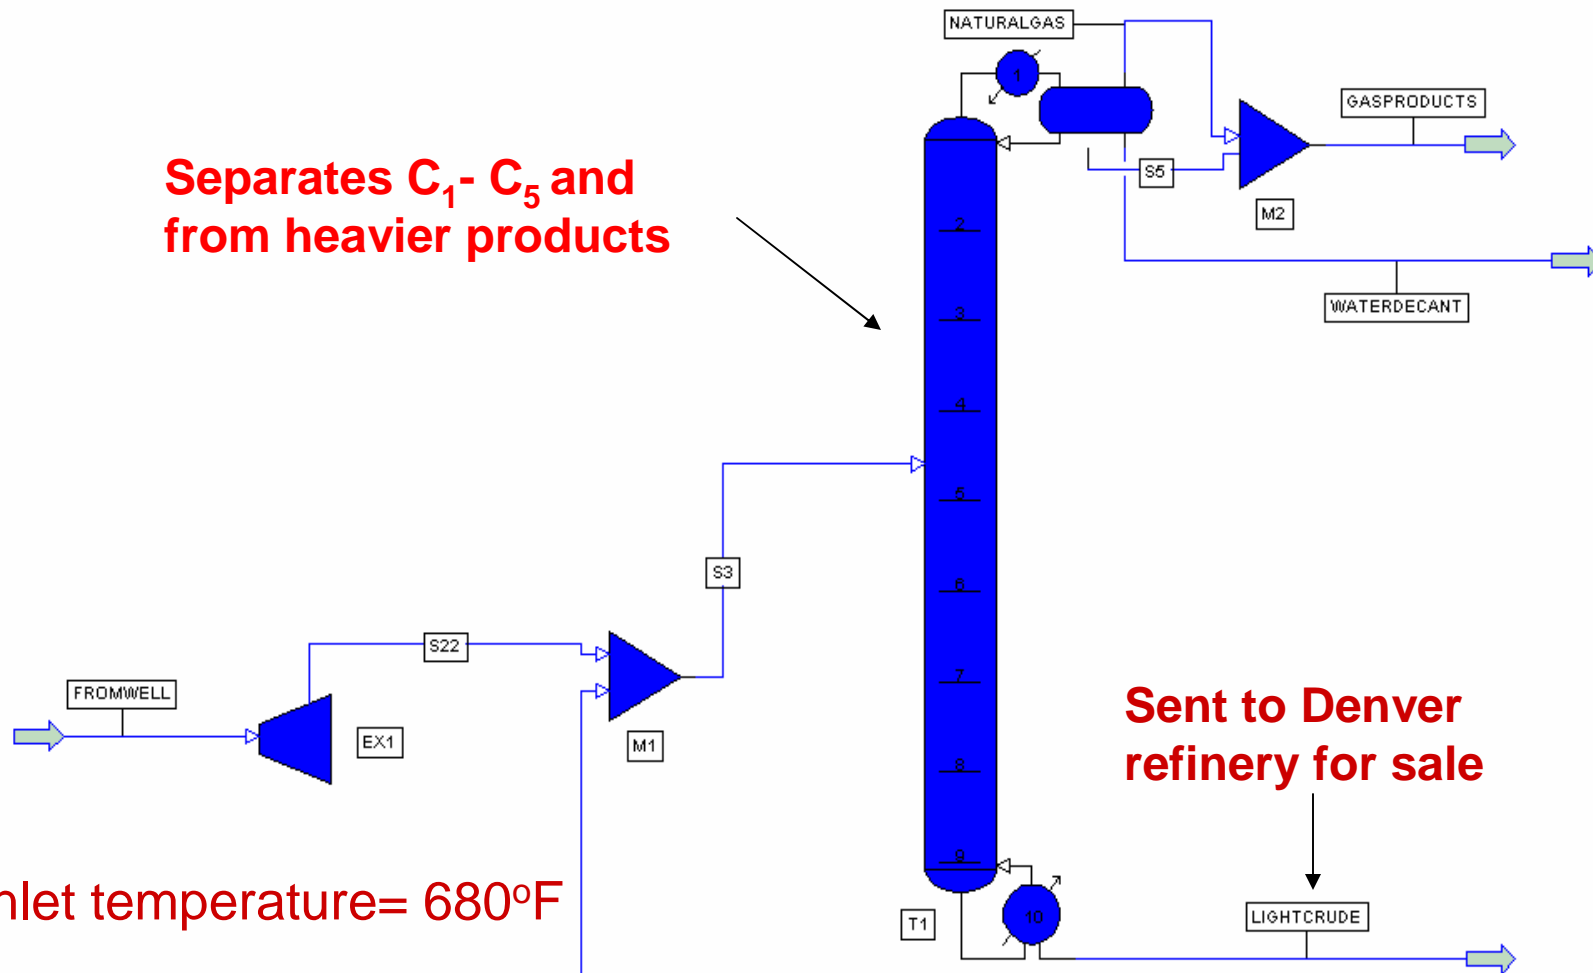 NATURALGAS
1
GASPRODUCTS
Separates C₁- C₅ and
from heavier products
S5
M2
2
WATERDECANT
3
4
5
S3
6
S22
FROMWELL
7
EX1
M1
Sent to Denver
refinery for sale
8
9
nlet temperature= 680°F
T1
10
LIGHTCRUDE